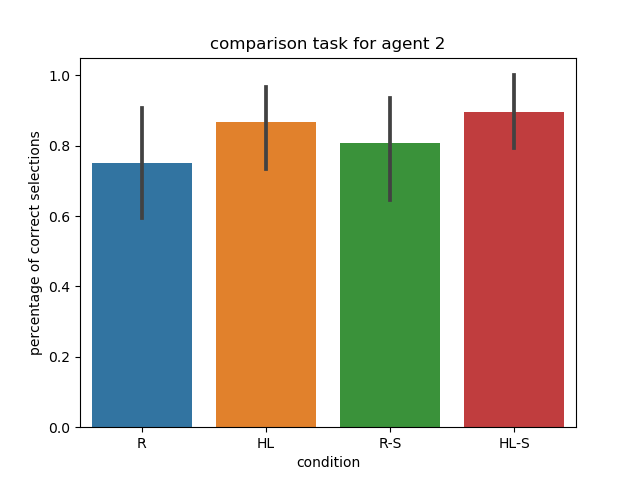 comparison task for agent 2
percentage of correct selections
1.0
0.8
0.6
0.4
0.2
0.0
R HL R-S HL-S
condition